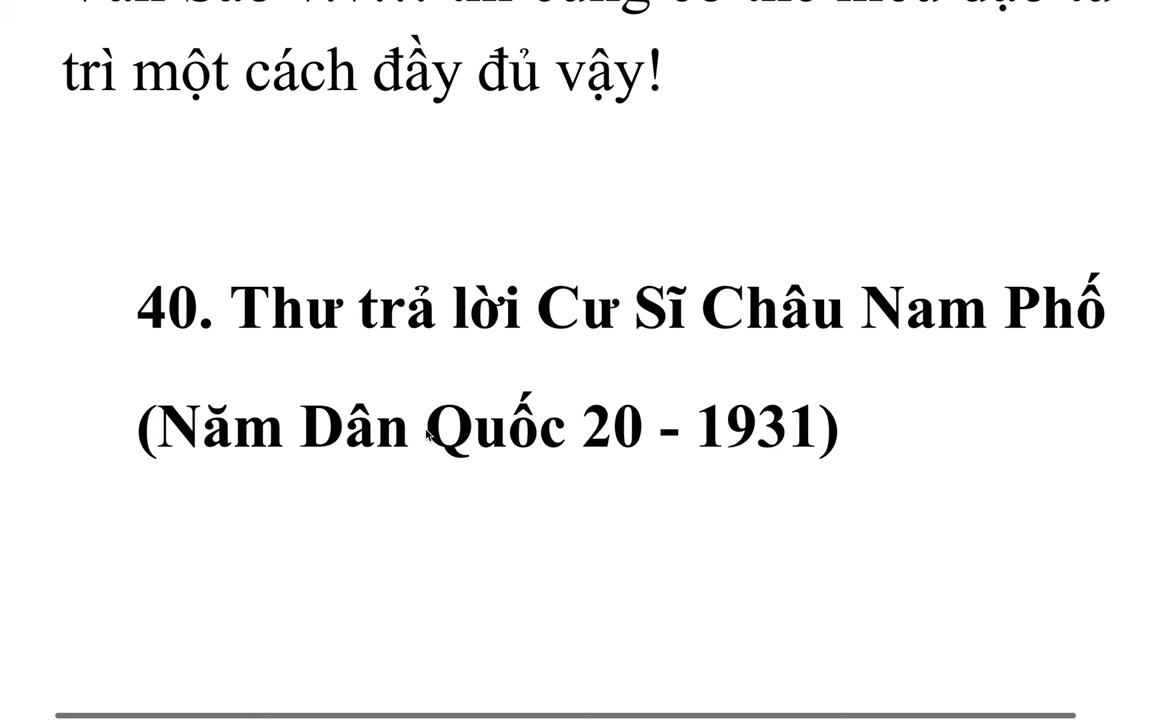 trì một cách đầy đủ vậy!
40. Thư trả lời Cư Sĩ Châu Nam Phố
(Năm Dân Quốc 20 - 1931)